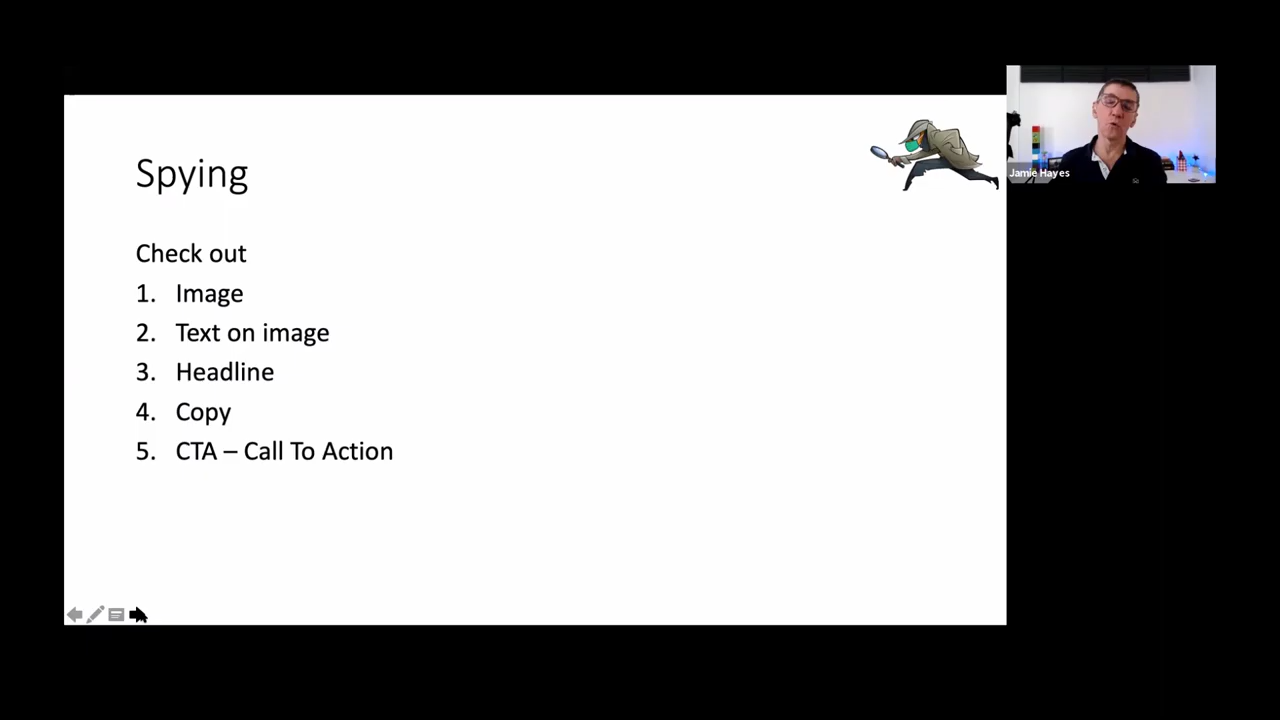 Spying
Check out
1. Image
2. Text on image
3. Headline
4. Copy
5. CTA – Call To Action
Jamie Hayes